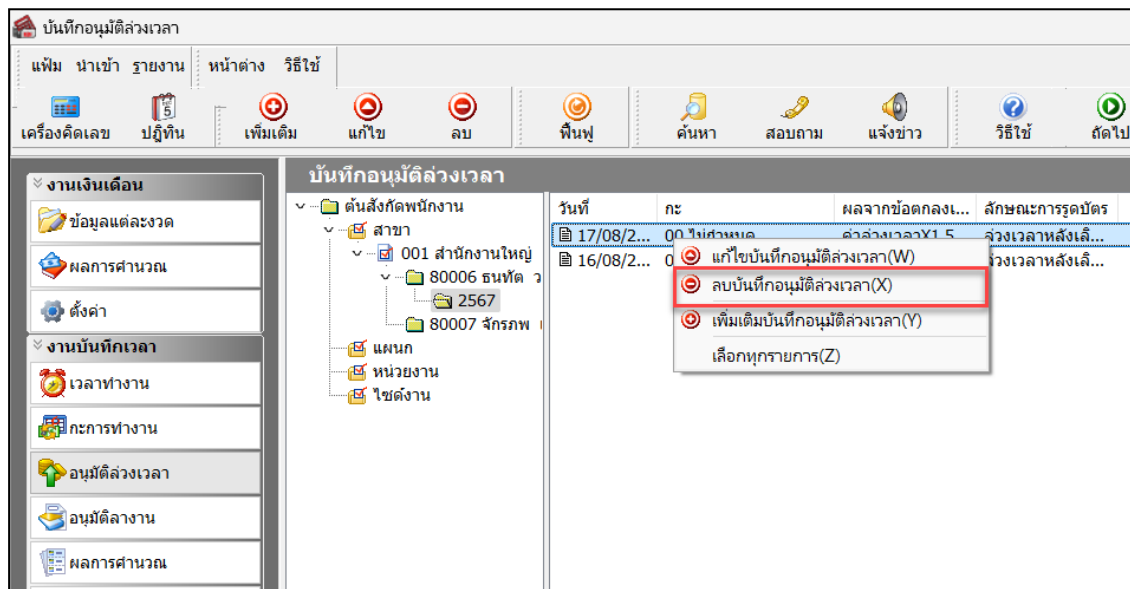 บันทึกอนุมัติล่วงเวลา
แฟ้ม นำเข้า รายงาน หน้าต่าง วิธีใช้
เครื่องคิดเลข ปฏิทิน เพิ่มเติม แก้ไข ลบ ฟื้นฟู ค้นหา สอบถาม แจ้งข่าว วิธีใช้ ถัดไป
งานเงินเดือน
ข้อมูลแต่ละงวด
ผลการคำนวณ
ตั้งค่า
งานบันทึกเวลา
เวลาทำงาน
กะการทำงาน
อนุมัติล่วงเวลา
อนุมัติลางาน
ผลการคำนวณ
บันทึกอนุมัติล่วงเวลา
ต้นสังกัดพนักงาน
สาขา
001 สำนักงานใหญ่
80006 ธนทัต ว
2567
80007 จักรภพ
แผนก
หน่วยงาน
ไซด์งาน
วันที่ กะ ผลจากข้อตกลงเ... ลักษณะการรูดบัตร
17/08/2... 00 ไม่กำหนด ค่าล่วงเวลาX1.5 ล่วงเวลาหลังเลิ...
16/08/2... 0 ล่วงเวลาหลังเลิ...
แก้ไขบันทึกอนุมัติล่วงเวลา(W)
ลบบันทึกอนุมัติล่วงเวลา(X)
เพิ่มเติมบันทึกอนุมัติล่วงเวลา(Y)
เลือกทุกรายการ(Z)